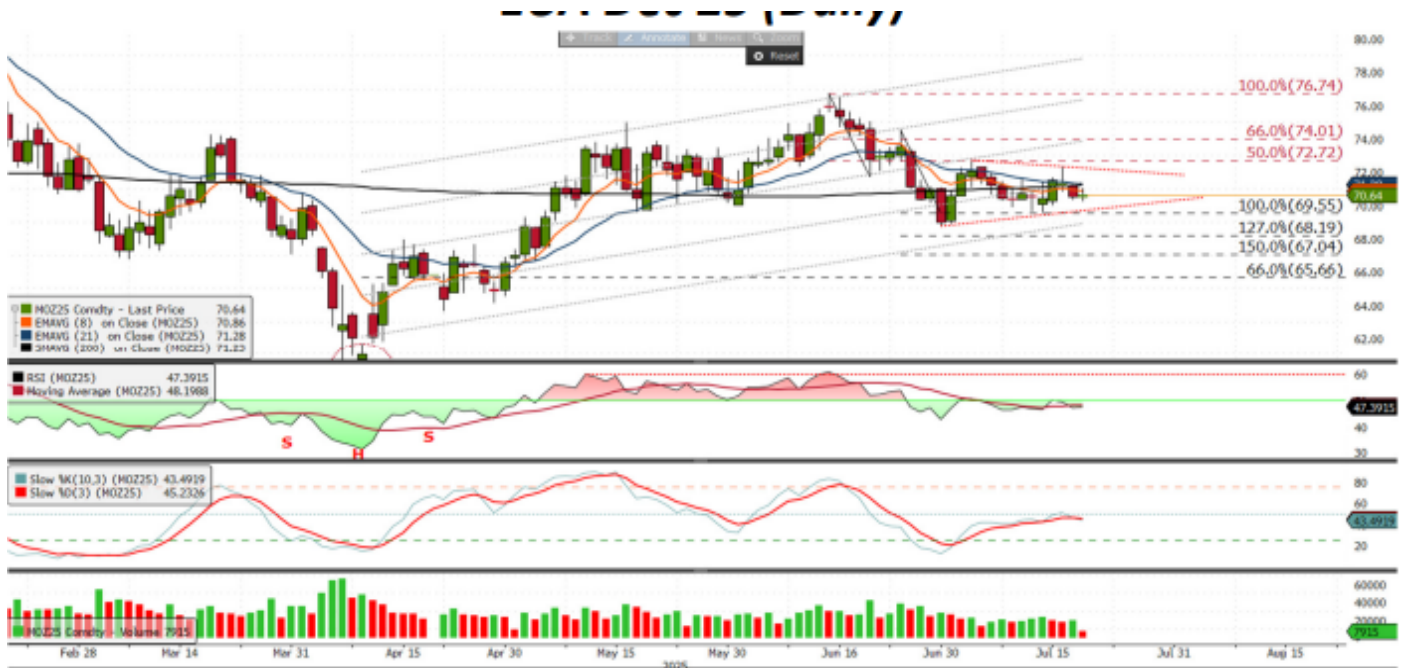 Track Annotate News Zoom
Reset
80.00
78.00
76.00
74.00
72.00
70.64
70.00
68.00
66.00
64.00
62.00
100.0%(76.74)
66.0%(74.01)
50.0%(72.72)
100.0%(69.55)
127.0%(68.19)
150.0%(67.04)
66.0%(65.66)
MOZ25 Comdty - Last Price 70.64
EMAVG (8) on Close (MOZ25) 70.86
EMAVG (21) on Close (MOZ25) 71.28
SMAVG (200) on Close (MOZ25) 71.23
RSI (MOZ25) 47.3915
Moving Average (MOZ25) 48.1988
S
H
S
60
47.3915
40
30
Slow %K(10,3) (MOZ25) 43.4919
Slow %D(3) (MOZ25) 45.2326
80
60
43.4919
20
MOZ25 Comdty - Volume 7915
60000
40000
20000
7915
Feb 28 Mar 14 Mar 31 Apr 15 Apr 30 May 15 May 30 Jun 16 Jun 30 Jul 15 Jul 31 Aug 15
2025